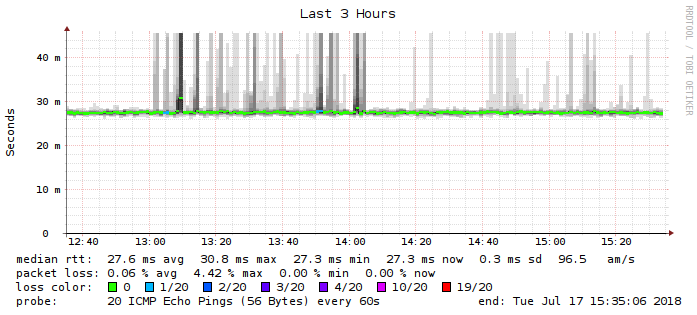 Last 3 Hours
RRDTOOL / TOBI OETIKER
Seconds
40 m
30 m
20 m
10 m
0
12:40 13:00 13:20 13:40 14:00 14:20 14:40 15:00 15:20
median rtt: 27.6 ms avg 30.8 ms max 27.3 ms min 27.3 ms now 0.3 ms sd 96.5 am/s
packet loss: 0.06 % avg 4.42 % max 0.00 % min 0.00 % now
loss color: 0 1/20 2/20 3/20 4/20 10/20 19/20
probe: 20 ICMP Echo Pings (56 Bytes) every 60s end: Tue Jul 17 15:35:06 2018